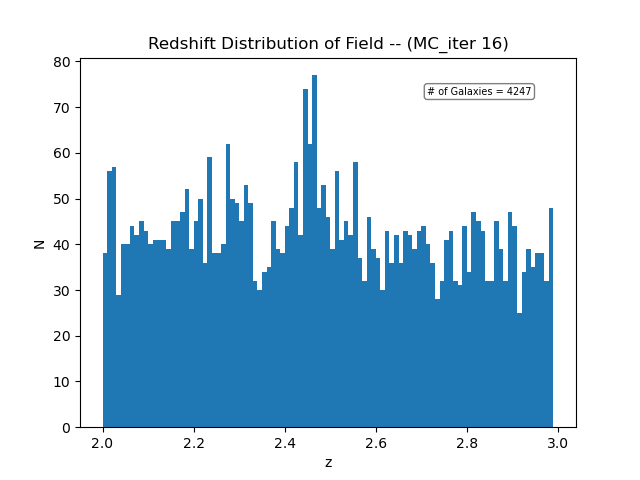 Redshift Distribution of Field -- (MC_iter 16)
# of Galaxies = 4247
80
70
60
50
40
30
20
10
0
N
2.0 2.2 2.4 2.6 2.8 3.0
z